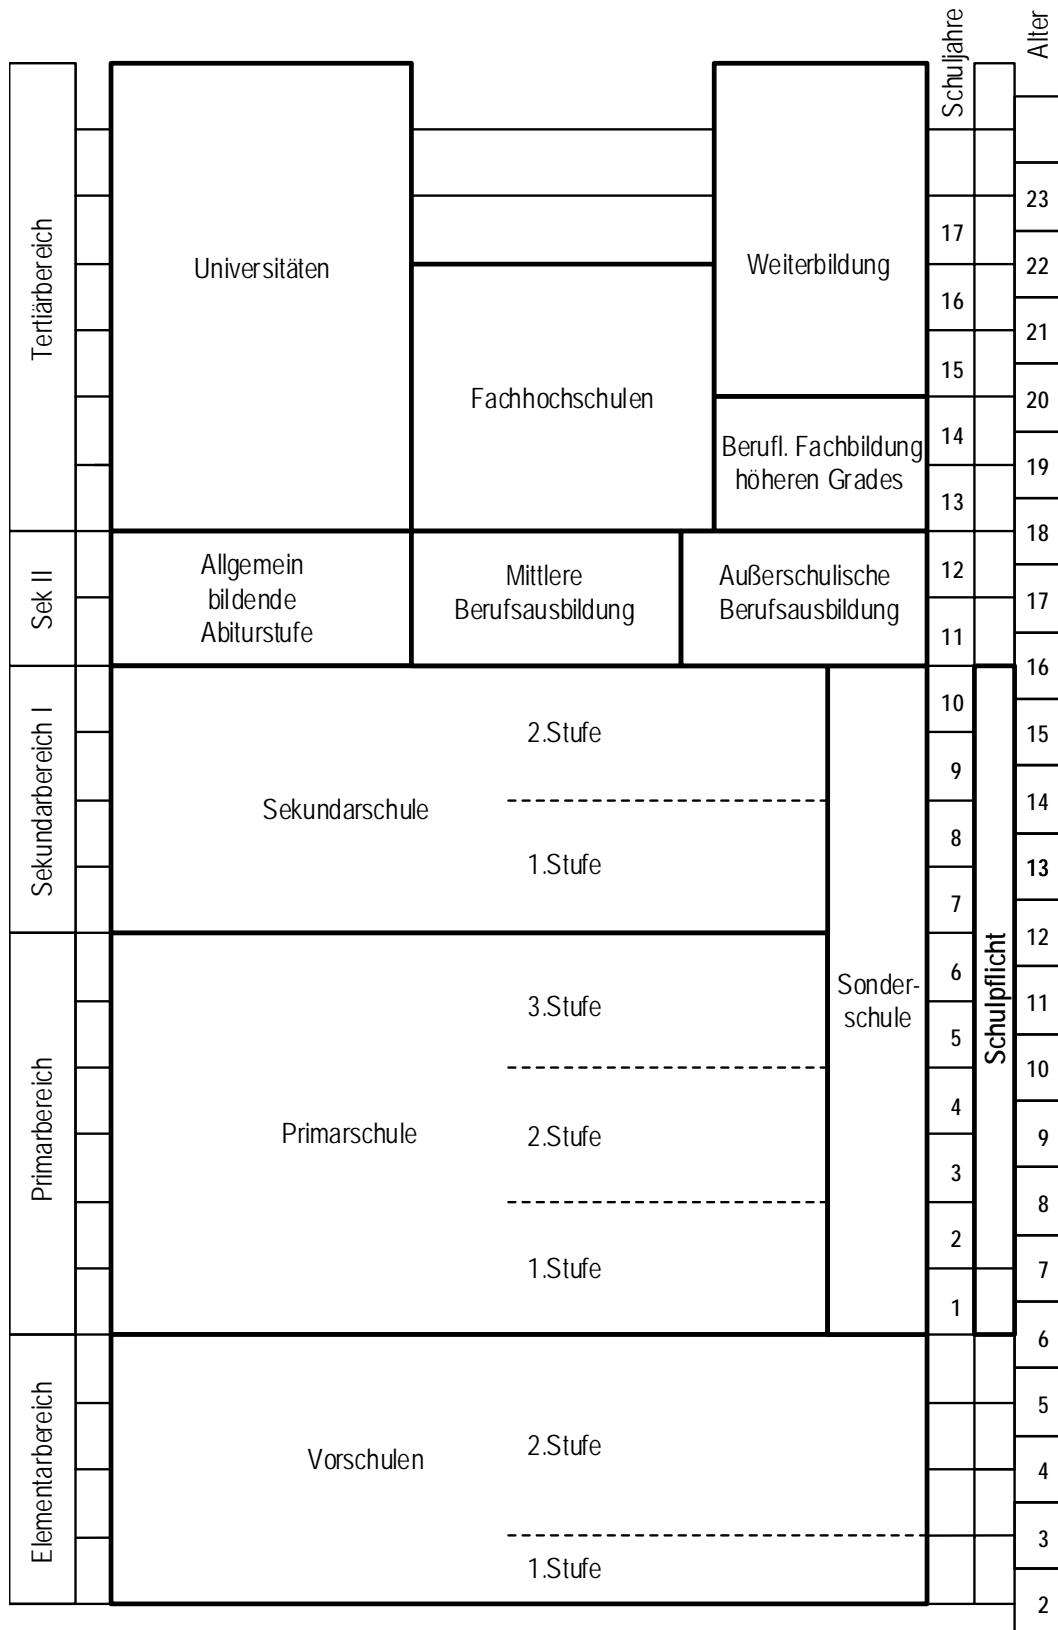 Schuljahre
Alter
Tertiärbereich
Universitäten
Weiterbildung
Fachhochschulen
Berufl. Fachbildung
höheren Grades
23
17
22
16
21
15
20
14
19
13
18
Sek II
Allgemein
bildende
Abiturstufe
Mittlere
Berufsausbildung
Außerschulische
Berufsausbildung
12
17
11
16
Sekundarbereich I
Sekundarschule
2.Stufe
1.Stufe
10
15
9
14
8
13
7
12
Primarbereich
Primarschule
3.Stufe
2.Stufe
1.Stufe
Sonder-
schule
Schulpflicht
6
11
5
10
4
9
3
8
2
7
1
6
Elementarbereich
Vorschulen
2.Stufe
1.Stufe
5
4
3
2